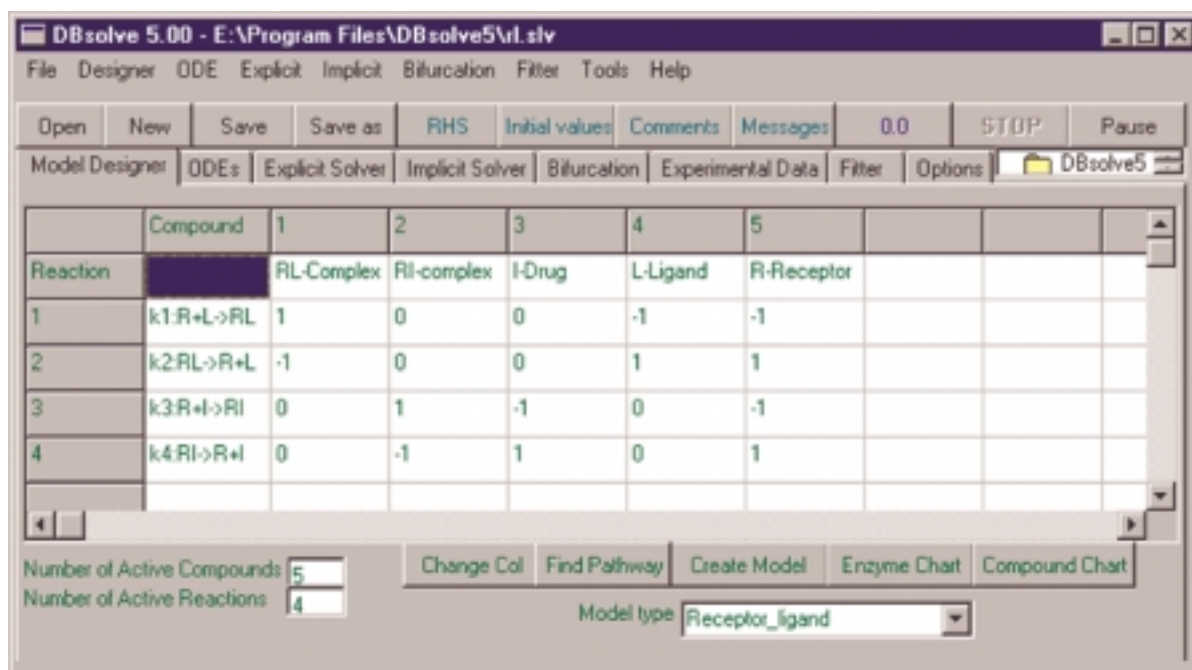 DBsolve 5.00 - E:\Program Files\DBsolve5\rl.slv
File Designer ODE Explicit Implicit Bifurcation Fitter Tools Help
Open New Save Save as RHS Initial values Comments Messages 0.0 STOP Pause
Model Designer ODEs Explicit Solver Implicit Solver Bifurcation Experimental Data Fitter Options DBsolve5
Compound 1 2 3 4 5
Reaction RL-Complex RI-complex I-Drug L-Ligand R-Receptor
1 k1:R+L->RL 1 0 0 -1 -1
2 k2:RL->R+L -1 0 0 1 1
3 k3:R+I->RI 0 1 -1 0 -1
4 k4:RI->R+I 0 -1 1 0 1
Number of Active Compounds 5
Number of Active Reactions 4
Change Col Find Pathway Create Model Enzyme Chart Compound Chart
Model type Receptor_ligand